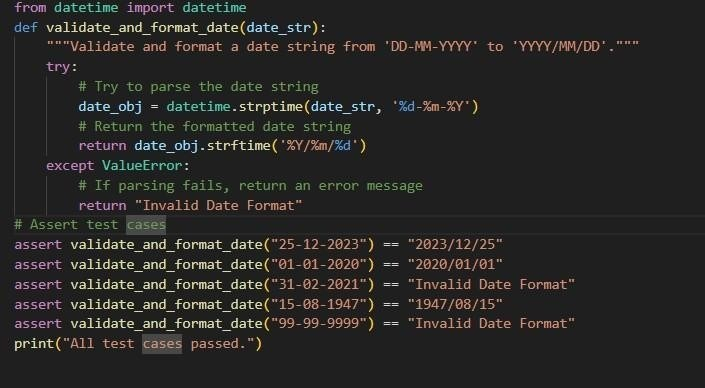 from datetime import datetime
def validate_and_format_date(date_str):
    """Validate and format a date string from 'DD-MM-YYYY' to 'YYYY/MM/DD'."""
    try:
        # Try to parse the date string
        date_obj = datetime.strptime(date_str, '%d-%m-%Y')
        # Return the formatted date string
        return date_obj.strftime('%Y/%m/%d')
    except ValueError:
        # If parsing fails, return an error message
        return "Invalid Date Format"
# Assert test cases
assert validate_and_format_date("25-12-2023") == "2023/12/25"
assert validate_and_format_date("01-01-2020") == "2020/01/01"
assert validate_and_format_date("31-02-2021") == "Invalid Date Format"
assert validate_and_format_date("15-08-1947") == "1947/08/15"
assert validate_and_format_date("99-99-9999") == "Invalid Date Format"
print("All test cases passed.")